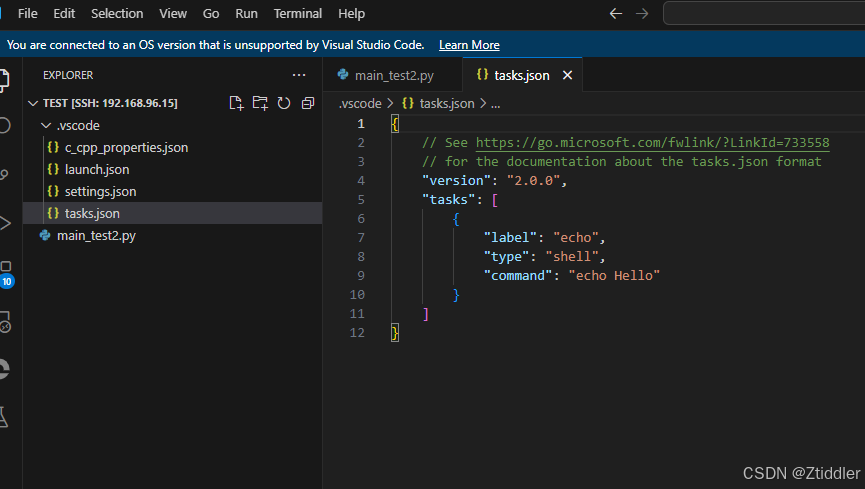 File Edit Selection View Go Run Terminal Help
You are connected to an OS version that is unsupported by Visual Studio Code. Learn More
EXPLORER
TEST [SSH: 192.168.96.15]
.vscode
{} c_cpp_properties.json
{} launch.json
{} settings.json
{} tasks.json
main_test2.py
10
main_test2.py
{} tasks.json
.vscode > {} tasks.json > ...
1 {
2 // See https://go.microsoft.com/fwlink/?LinkId=733558
3 // for the documentation about the tasks.json format
4 "version": "2.0.0",
5 "tasks": [
6 {
7 "label": "echo",
8 "type": "shell",
9 "command": "echo Hello"
10 }
11 ]
12 }
CSDN @Ztiddler